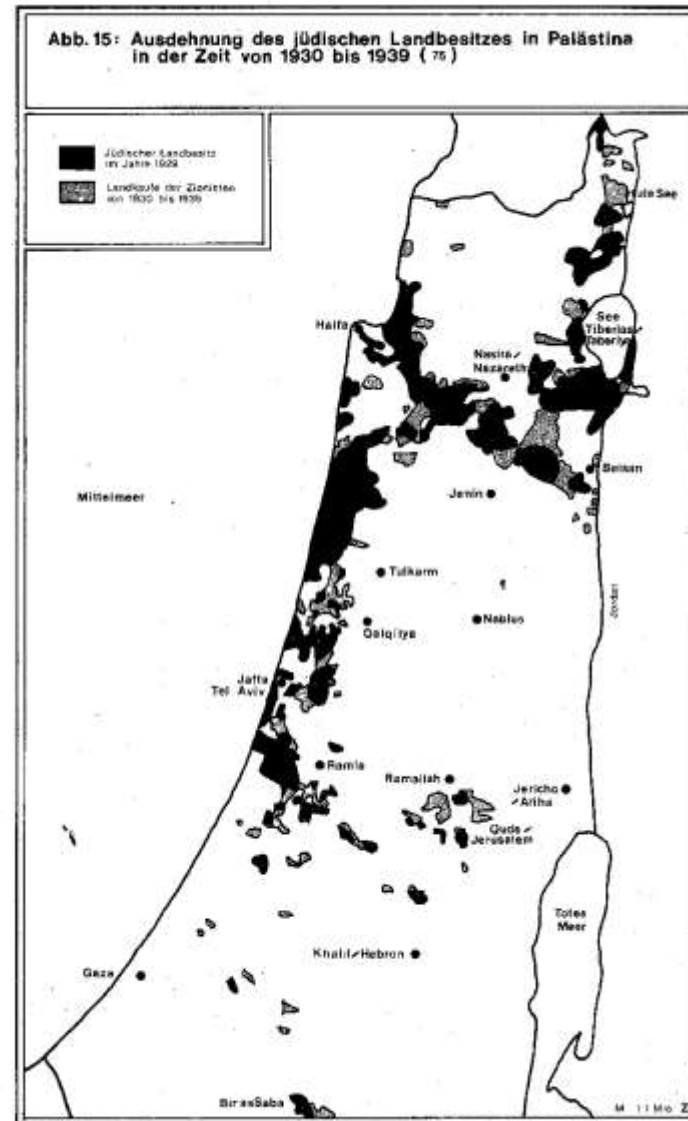 Abb. 15: Ausdehnung des jüdischen Landbesitzes in Palästina
in der Zeit von 1930 bis 1939 (75)
Jüdischer Landbesitz
im Jahre 1929
Landkäufe der Zionisten
von 1930 bis 1939
Hule See
See
Tiberias/
Tabariya
Haifa
Nasira/
Nazareth
Beisan
Mittelmeer
Jenin
Tulkarm
Nablus
Qalqilya
Jordan
Jaffa
Tel Aviv
Ramla
Ramallah
Jericho
/Ariha
Quds/
Jerusalem
Totes
Meer
Khalil/Hebron
Gaza
Bir as Saba